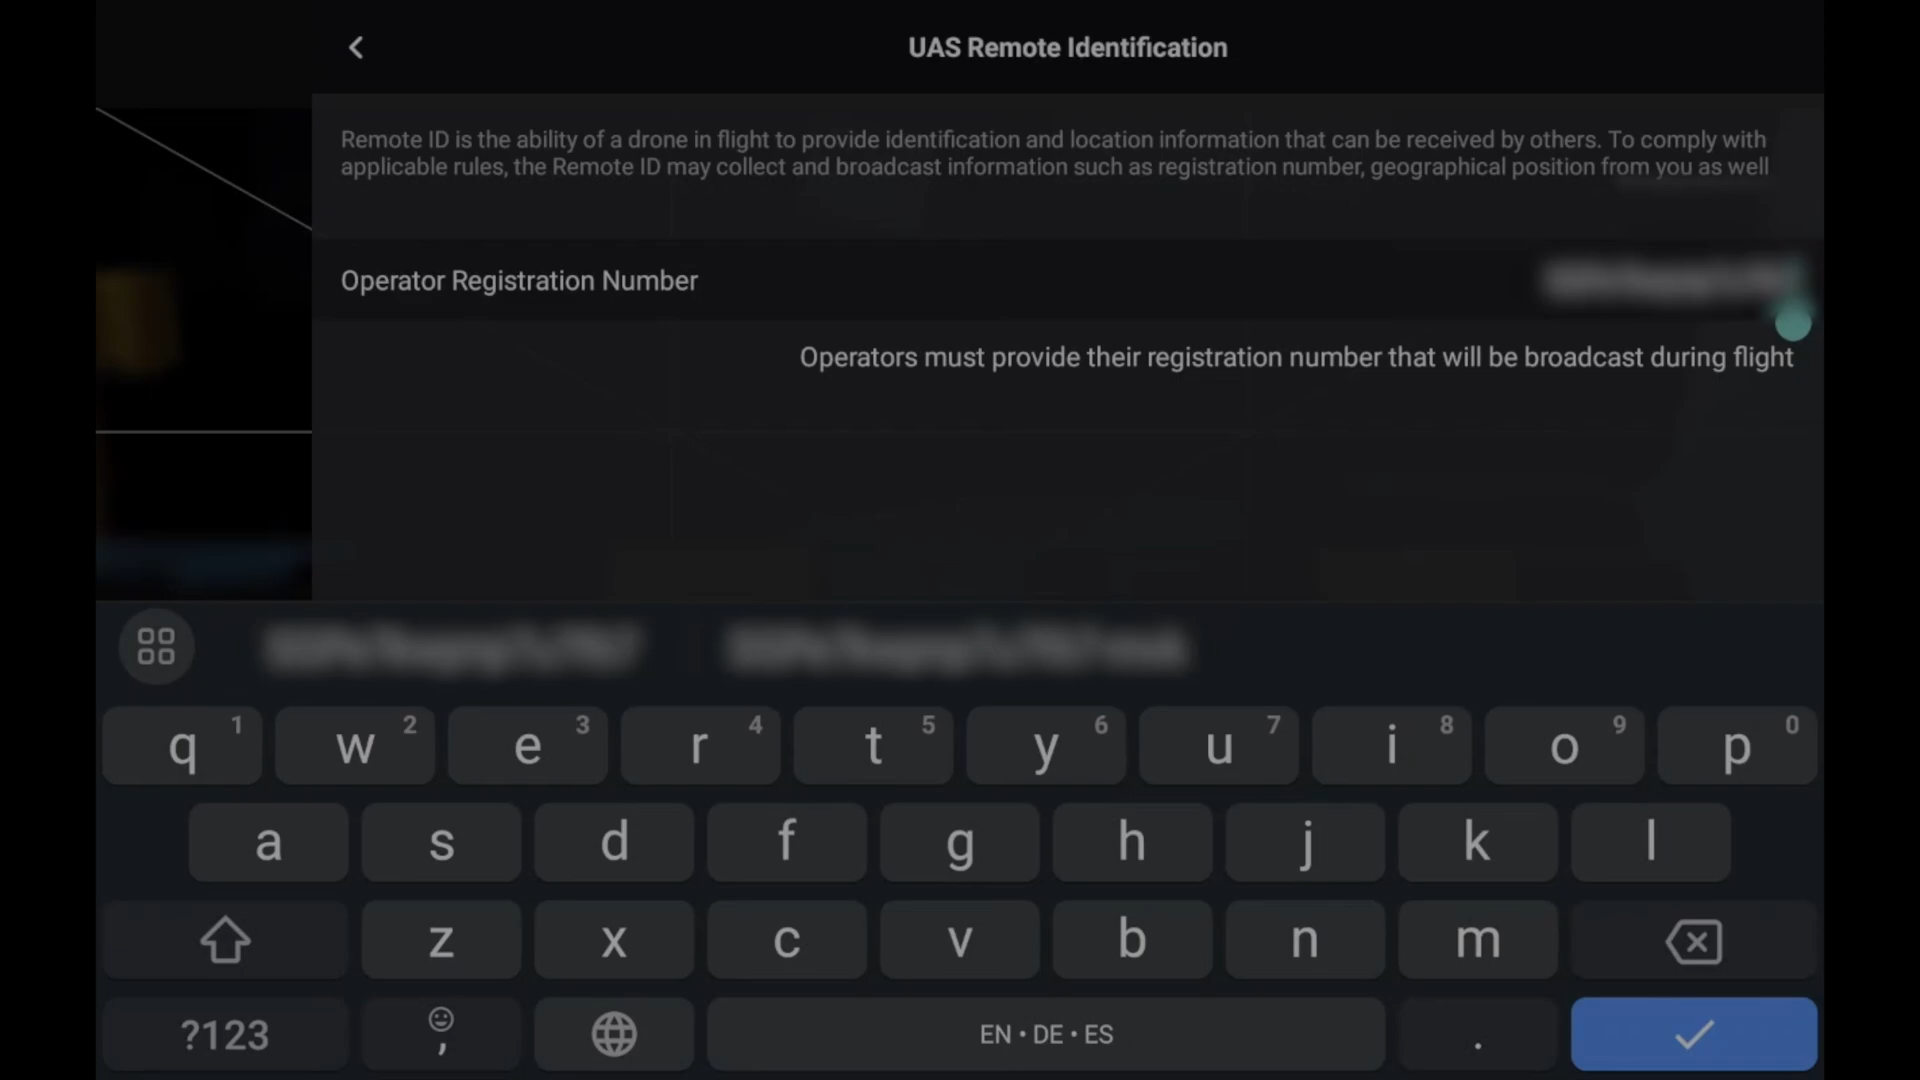 UAS Remote Identification
Remote ID is the ability of a drone in flight to provide identification and location information that can be received by others. To comply with
applicable rules, the Remote ID may collect and broadcast information such as registration number, geographical position from you as well
Operator Registration Number
Operators must provide their registration number that will be broadcast during flight
q 1 w 2 e 3 r 4 t 5 y 6 u 7 i 8 o 9 p 0
a s d f g h j k l
z x c v b n m
?123 , EN • DE • ES .